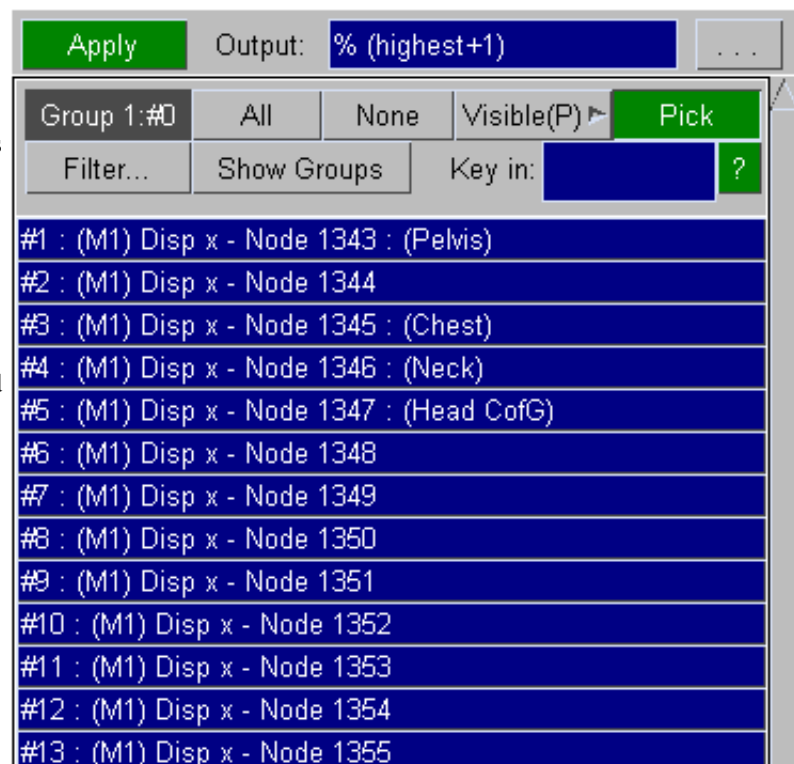 Apply Output: % (highest+1) ...
Group 1:#0 All None Visible(P) Pick
Filter... Show Groups Key in: ?
#1 : (M1) Disp x - Node 1343 : (Pelvis)
#2 : (M1) Disp x - Node 1344
#3 : (M1) Disp x - Node 1345 : (Chest)
#4 : (M1) Disp x - Node 1346 : (Neck)
#5 : (M1) Disp x - Node 1347 : (Head CofG)
#6 : (M1) Disp x - Node 1348
#7 : (M1) Disp x - Node 1349
#8 : (M1) Disp x - Node 1350
#9 : (M1) Disp x - Node 1351
#10 : (M1) Disp x - Node 1352
#11 : (M1) Disp x - Node 1353
#12 : (M1) Disp x - Node 1354
#13 : (M1) Disp x - Node 1355